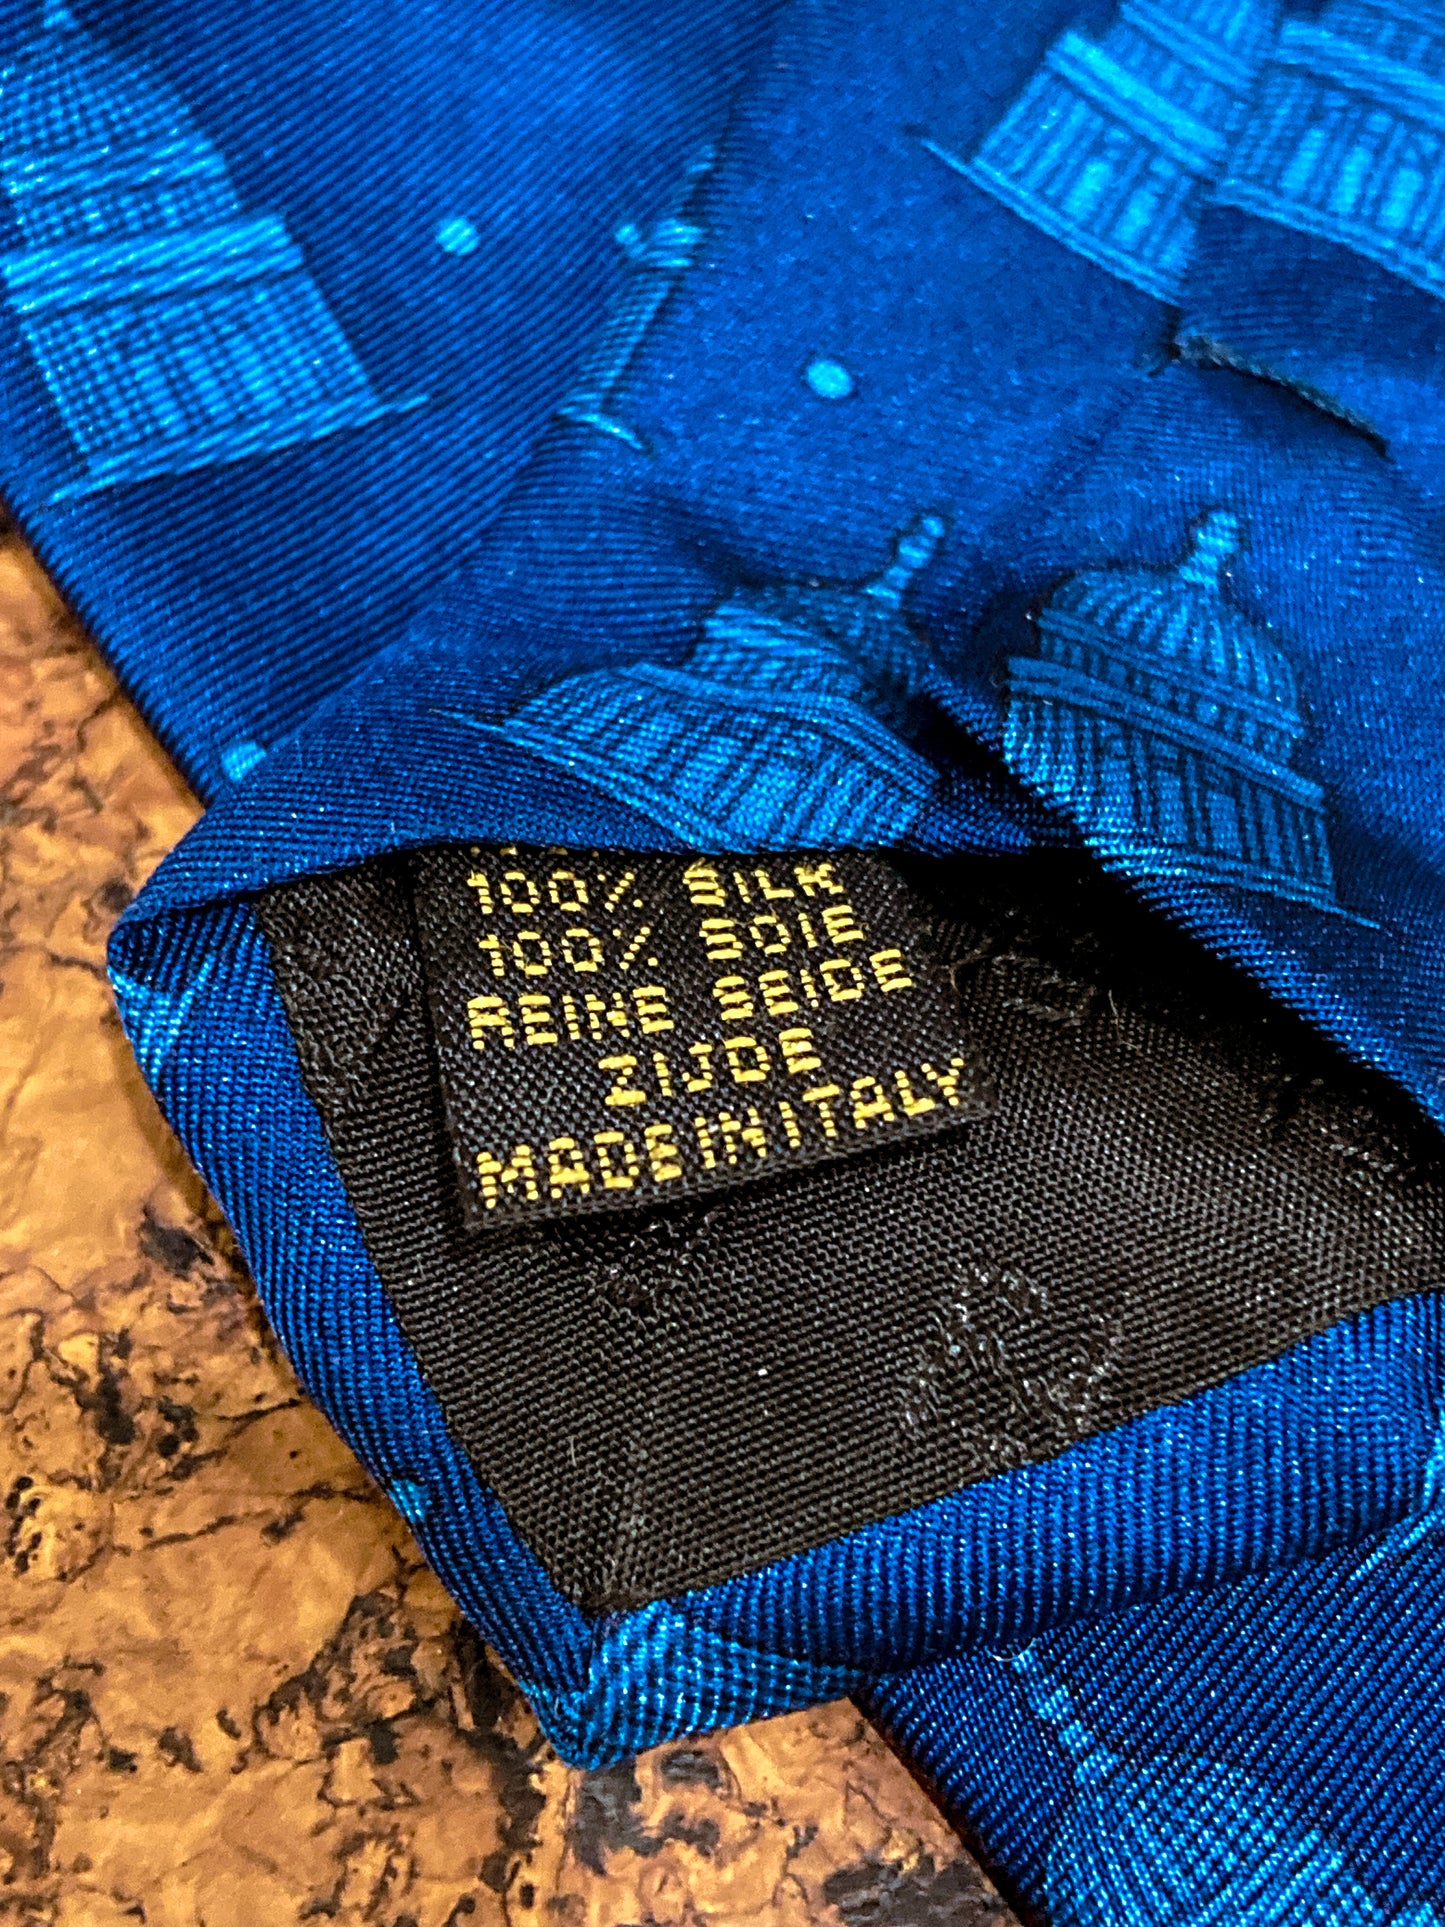 100% SILK
100% SOIE
REINE SEIDE
ZIJDE
MADE IN ITALY